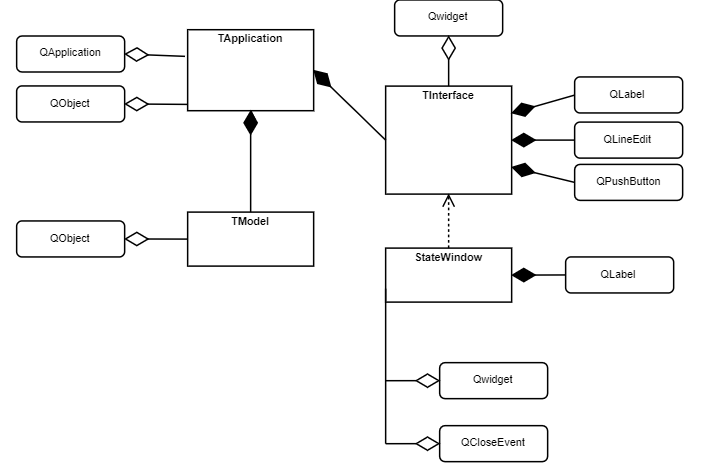 Qwidget
TApplication
QApplication
QObject
TInterface
QLabel
QLineEdit
QPushButton
TModel
QObject
StateWindow
QLabel
Qwidget
QCloseEvent